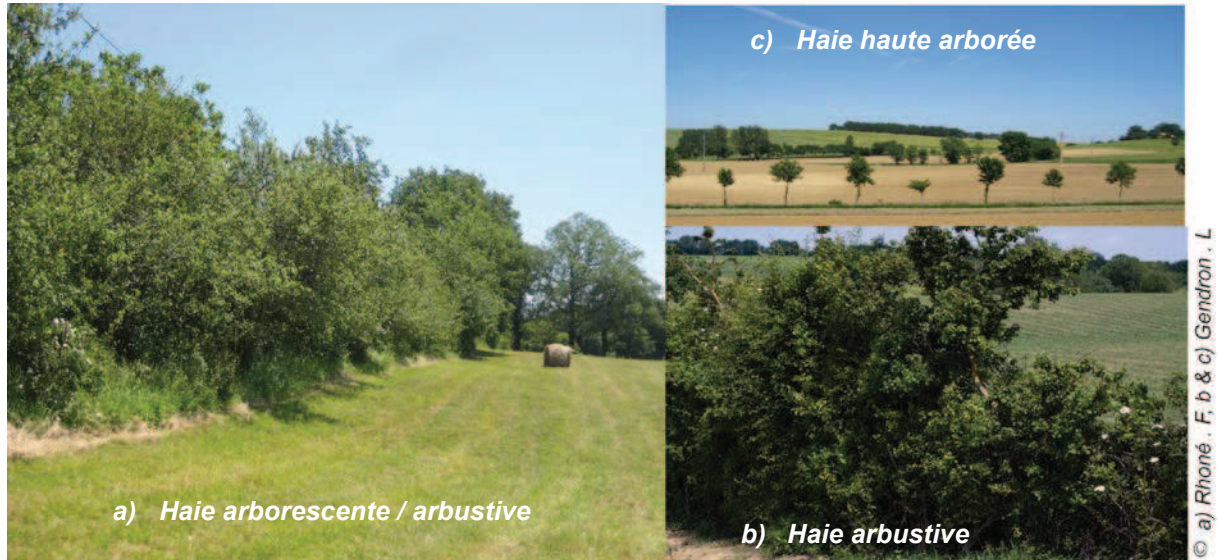 c) Haie haute arborée
a) Haie arborescente / arbustive
b) Haie arbustive
© a) Rhoné . F, b & c) Gendron . L